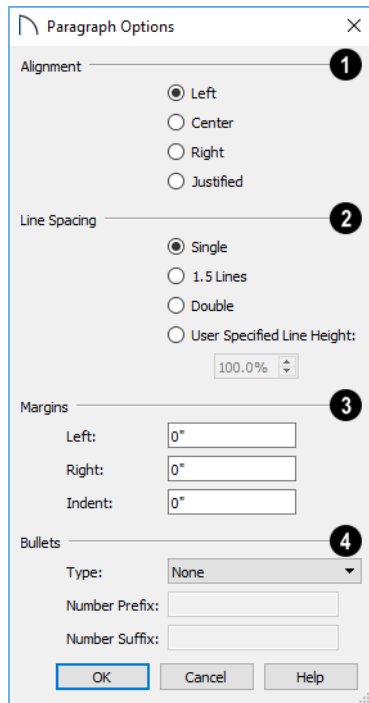 Paragraph Options
Alignment 1
Left
Center
Right
Justified
Line Spacing 2
Single
1.5 Lines
Double
User Specified Line Height:
100.0%
Margins 3
Left: 0"
Right: 0"
Indent: 0"
Bullets 4
Type: None
Number Prefix:
Number Suffix:
OK Cancel Help